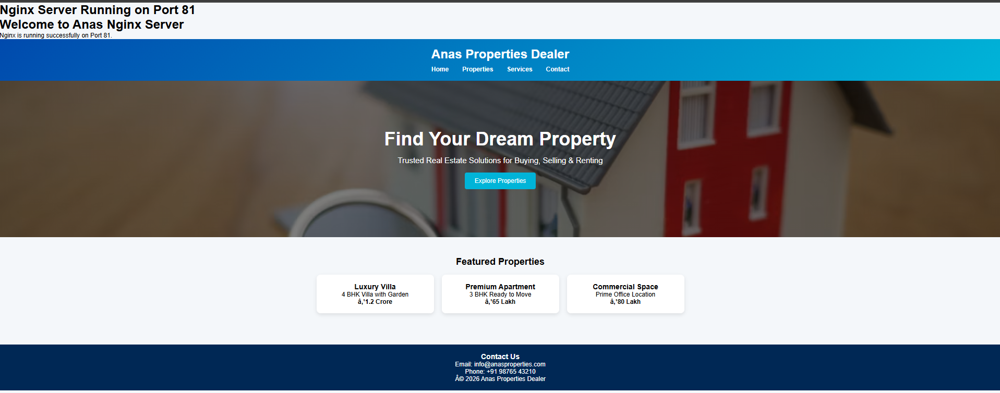 Nginx Server Running on Port 81
Welcome to Anas Nginx Server
Nginx is running successfully on Port 81.
Anas Properties Dealer
Home Properties Services Contact
Find Your Dream Property
Trusted Real Estate Solutions for Buying, Selling & Renting
Explore Properties
Featured Properties
Luxury Villa
4 BHK Villa with Garden
â‚¹1.2 Crore
Premium Apartment
3 BHK Ready to Move
â‚¹65 Lakh
Commercial Space
Prime Office Location
â‚¹80 Lakh
Contact Us
Email: info@anasproperties.com
Phone: +91 98765 43210
Â© 2026 Anas Properties Dealer